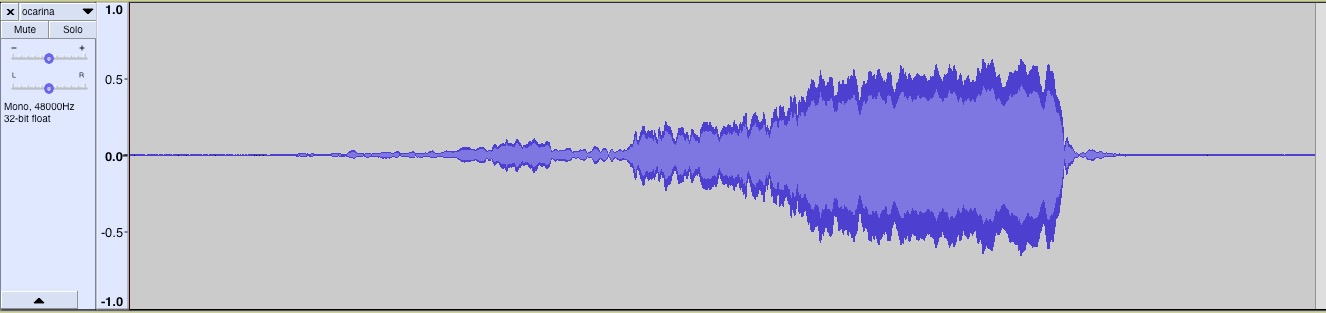 ocarina
Mute Solo
- +
L R
Mono, 48000Hz
32-bit float
1.0
0.5-
0.0-
-0.5-
-1.0